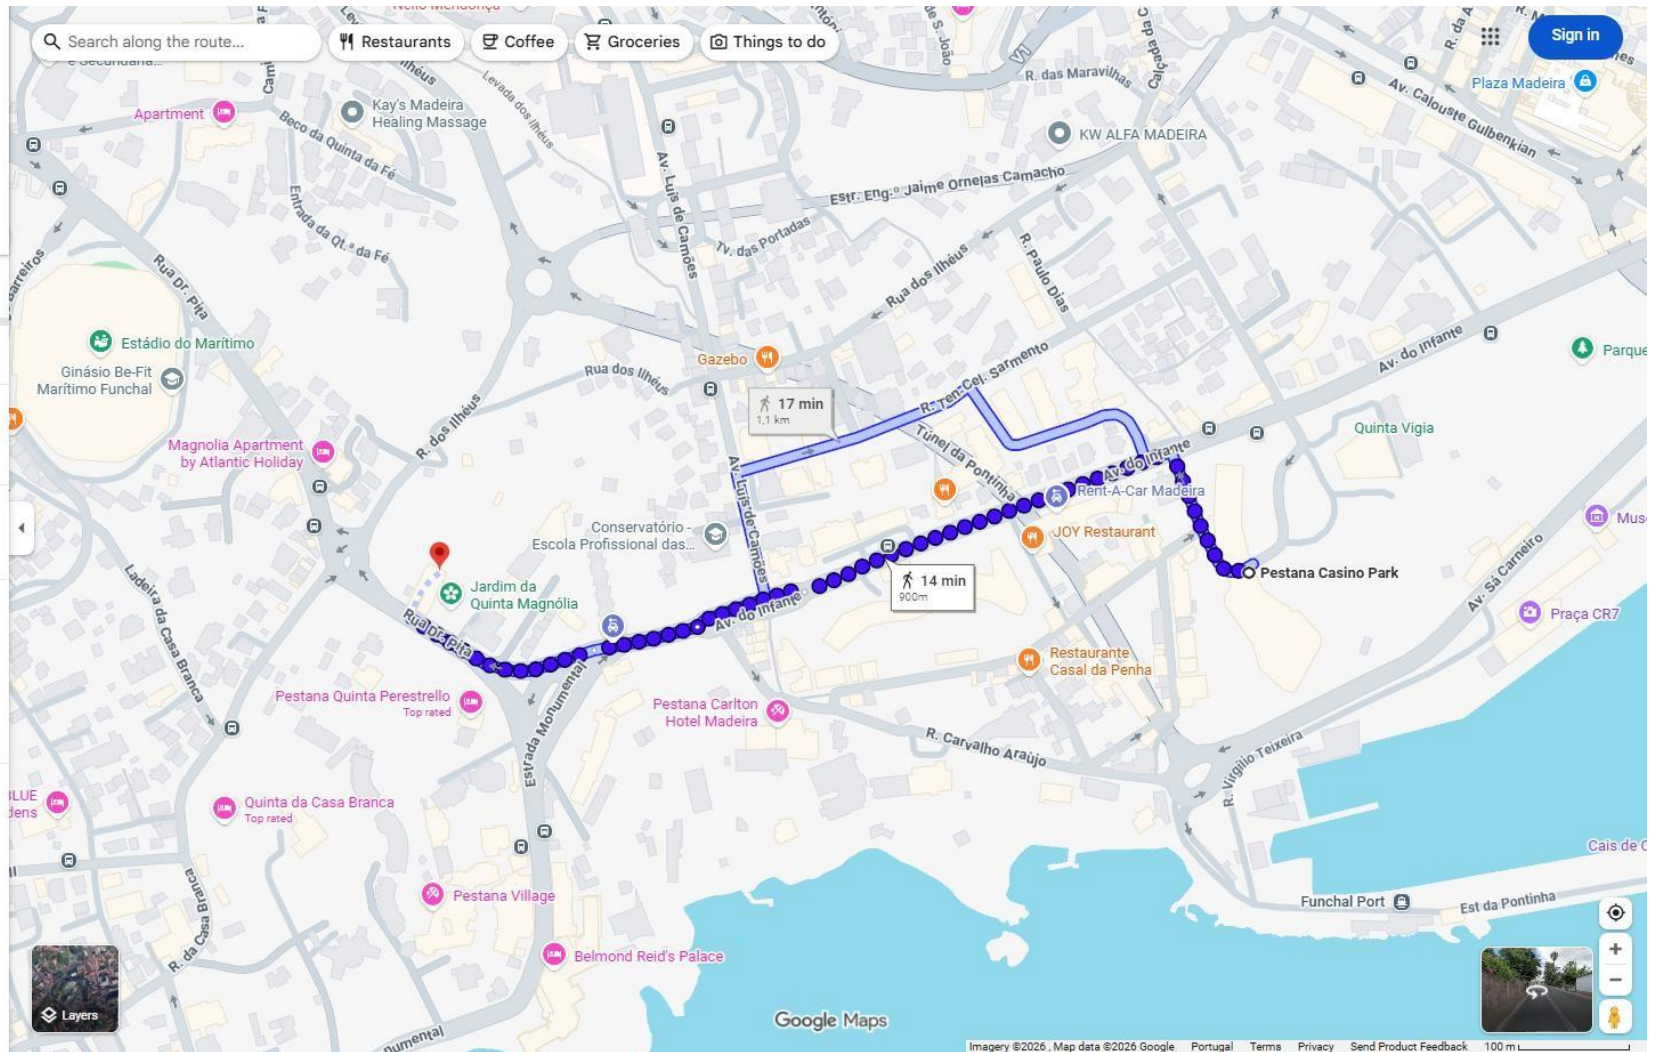 Nello Mendonça
Search along the route...
Restaurants
Coffee
Groceries
Things to do
Sign in
R. das Maravilhas
V1
Plaza Madeira
Av. Calouste Gulbenkian
Apartment
Kay's Madeira
Healing Massage
Levada dos Ilhéus
Beco da Quinta da Fé
KW ALFA MADEIRA
Av. Luís de Camões
Estr. Eng.º Jaime Ornelas Camacho
Entrada da Qt.ª da Fé
Tv. das Portadas
Rua Dr. Pita
Rua dos Ilhéus
R. Paulo Dias
Estádio do Marítimo
Ginásio Be-Fit
Marítimo Funchal
Gazebo
Rua dos Ilhéus
R. Ten-Cel. Sarmento
Av. do Infante
Parque
17 min
1,1 km
R. dos Ilhéus
Magnolia Apartment
by Atlantic Holiday
Túnel da Pontinha
Av. do Infante
Quinta Vigia
Rent-A-Car Madeira
Av. Luís de Camões
Conservatório -
Escola Profissional das...
JOY Restaurant
Mus
Jardim da
Quinta Magnólia
14 min
900m
Pestana Casino Park
Av. Sá Carneiro
Ladeira da Casa Branca
Rua Dr. Pita
Av. do Infante
Praça CR7
Restaurante
Casal da Penha
Pestana Quinta Perestrello
Top rated
Pestana Carlton
Hotel Madeira
Estrada Monumental
R. Carvalho Araújo
R. Virgílio Teixeira
Quinta da Casa Branca
Top rated
BLUE
dens
Cais de C
Pestana Village
R. da Casa Branca
Funchal Port
Est da Pontinha
Belmond Reid's Palace
Layers
Google Maps
numental
Imagery ©2026 , Map data ©2026 Google
Portugal
Terms
Privacy
Send Product Feedback
100 m